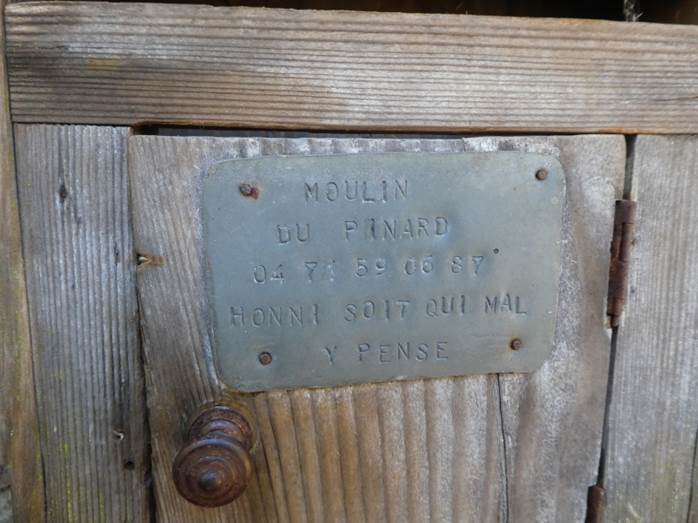 MOULIN
DU PINARD
04 71 59 06 87
HONNI SOIT QUI MAL
Y PENSE